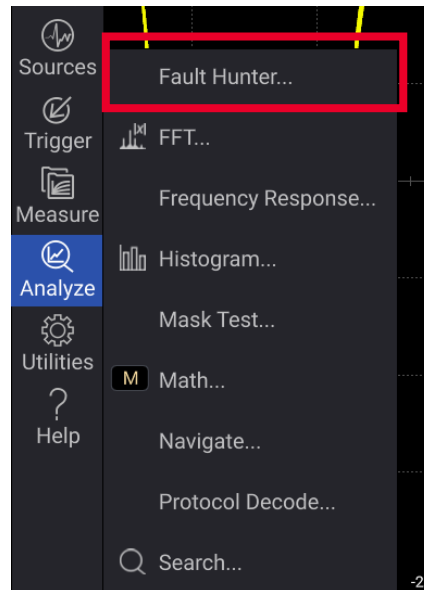 Sources
Trigger
Measure
Analyze
Utilities
Help
Fault Hunter...
FFT...
Frequency Response...
Histogram...
Mask Test...
M Math...
Navigate...
Protocol Decode...
Search...
-2